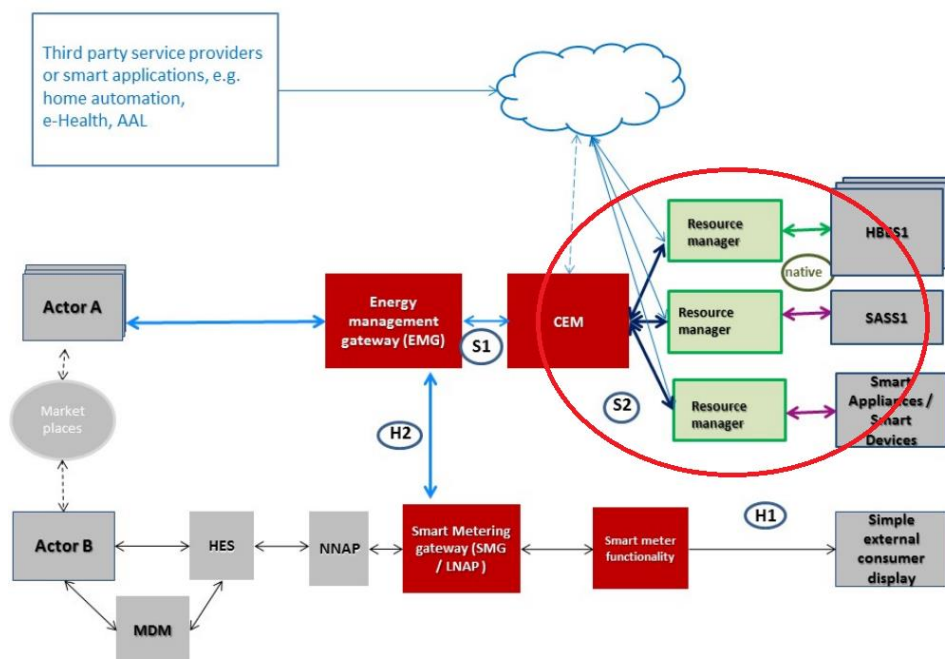 Third party service providers
or smart applications, e.g.
home automation,
e-Health, AAL
Resource
manager
HBES1
native
Actor A
Energy
management
gateway (EMG)
S1
CEM
Resource
manager
SASS1
Market
places
H2
S2
Resource
manager
Smart
Appliances /
Smart
Devices
Actor B
HES
NNAP
Smart Metering
gateway (SMG
/ LNAP )
Smart meter
functionality
H1
Simple
external
consumer
display
MDM